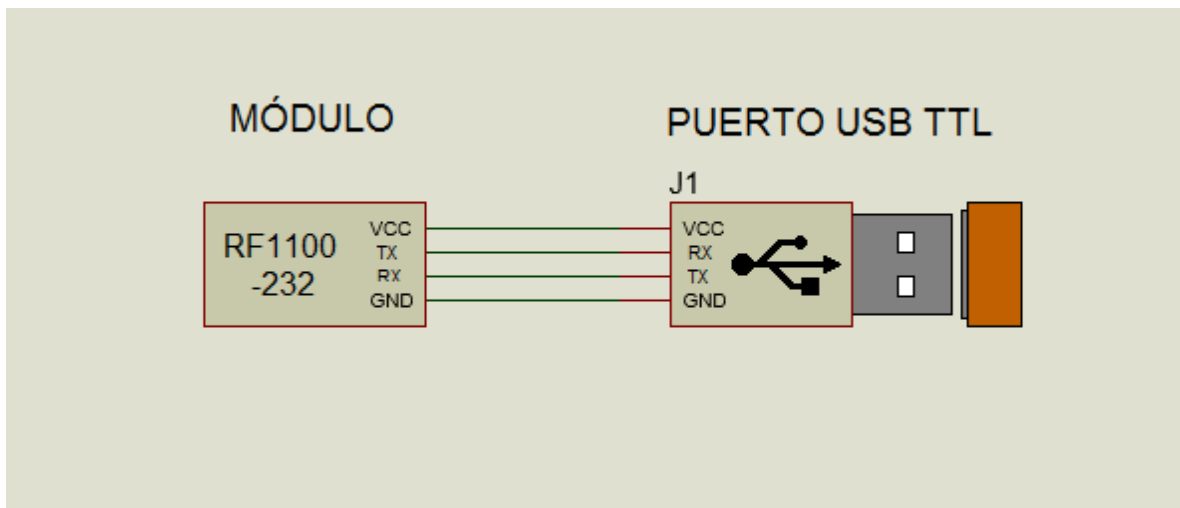 MÓDULO
PUERTO USB TTL
J1
RF1100
-232
VCC
TX
RX
GND
VCC
RX
TX
GND